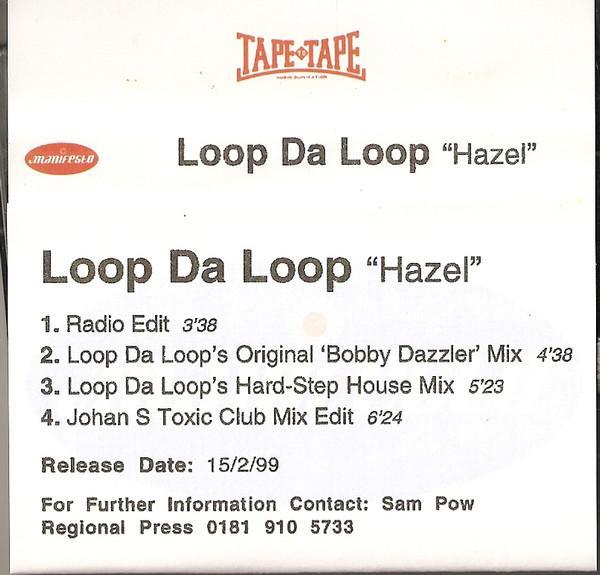 TAPE TO TAPE
AUDIO DUPLICATION
manifesto
Loop Da Loop “Hazel”
Loop Da Loop “Hazel”
1. Radio Edit 3'38
2. Loop Da Loop's Original ‘Bobby Dazzler’ Mix 4'38
3. Loop Da Loop's Hard-Step House Mix 5'23
4. Johan S Toxic Club Mix Edit 6'24
Release Date: 15/2/99
For Further Information Contact: Sam Pow
Regional Press 0181 910 5733